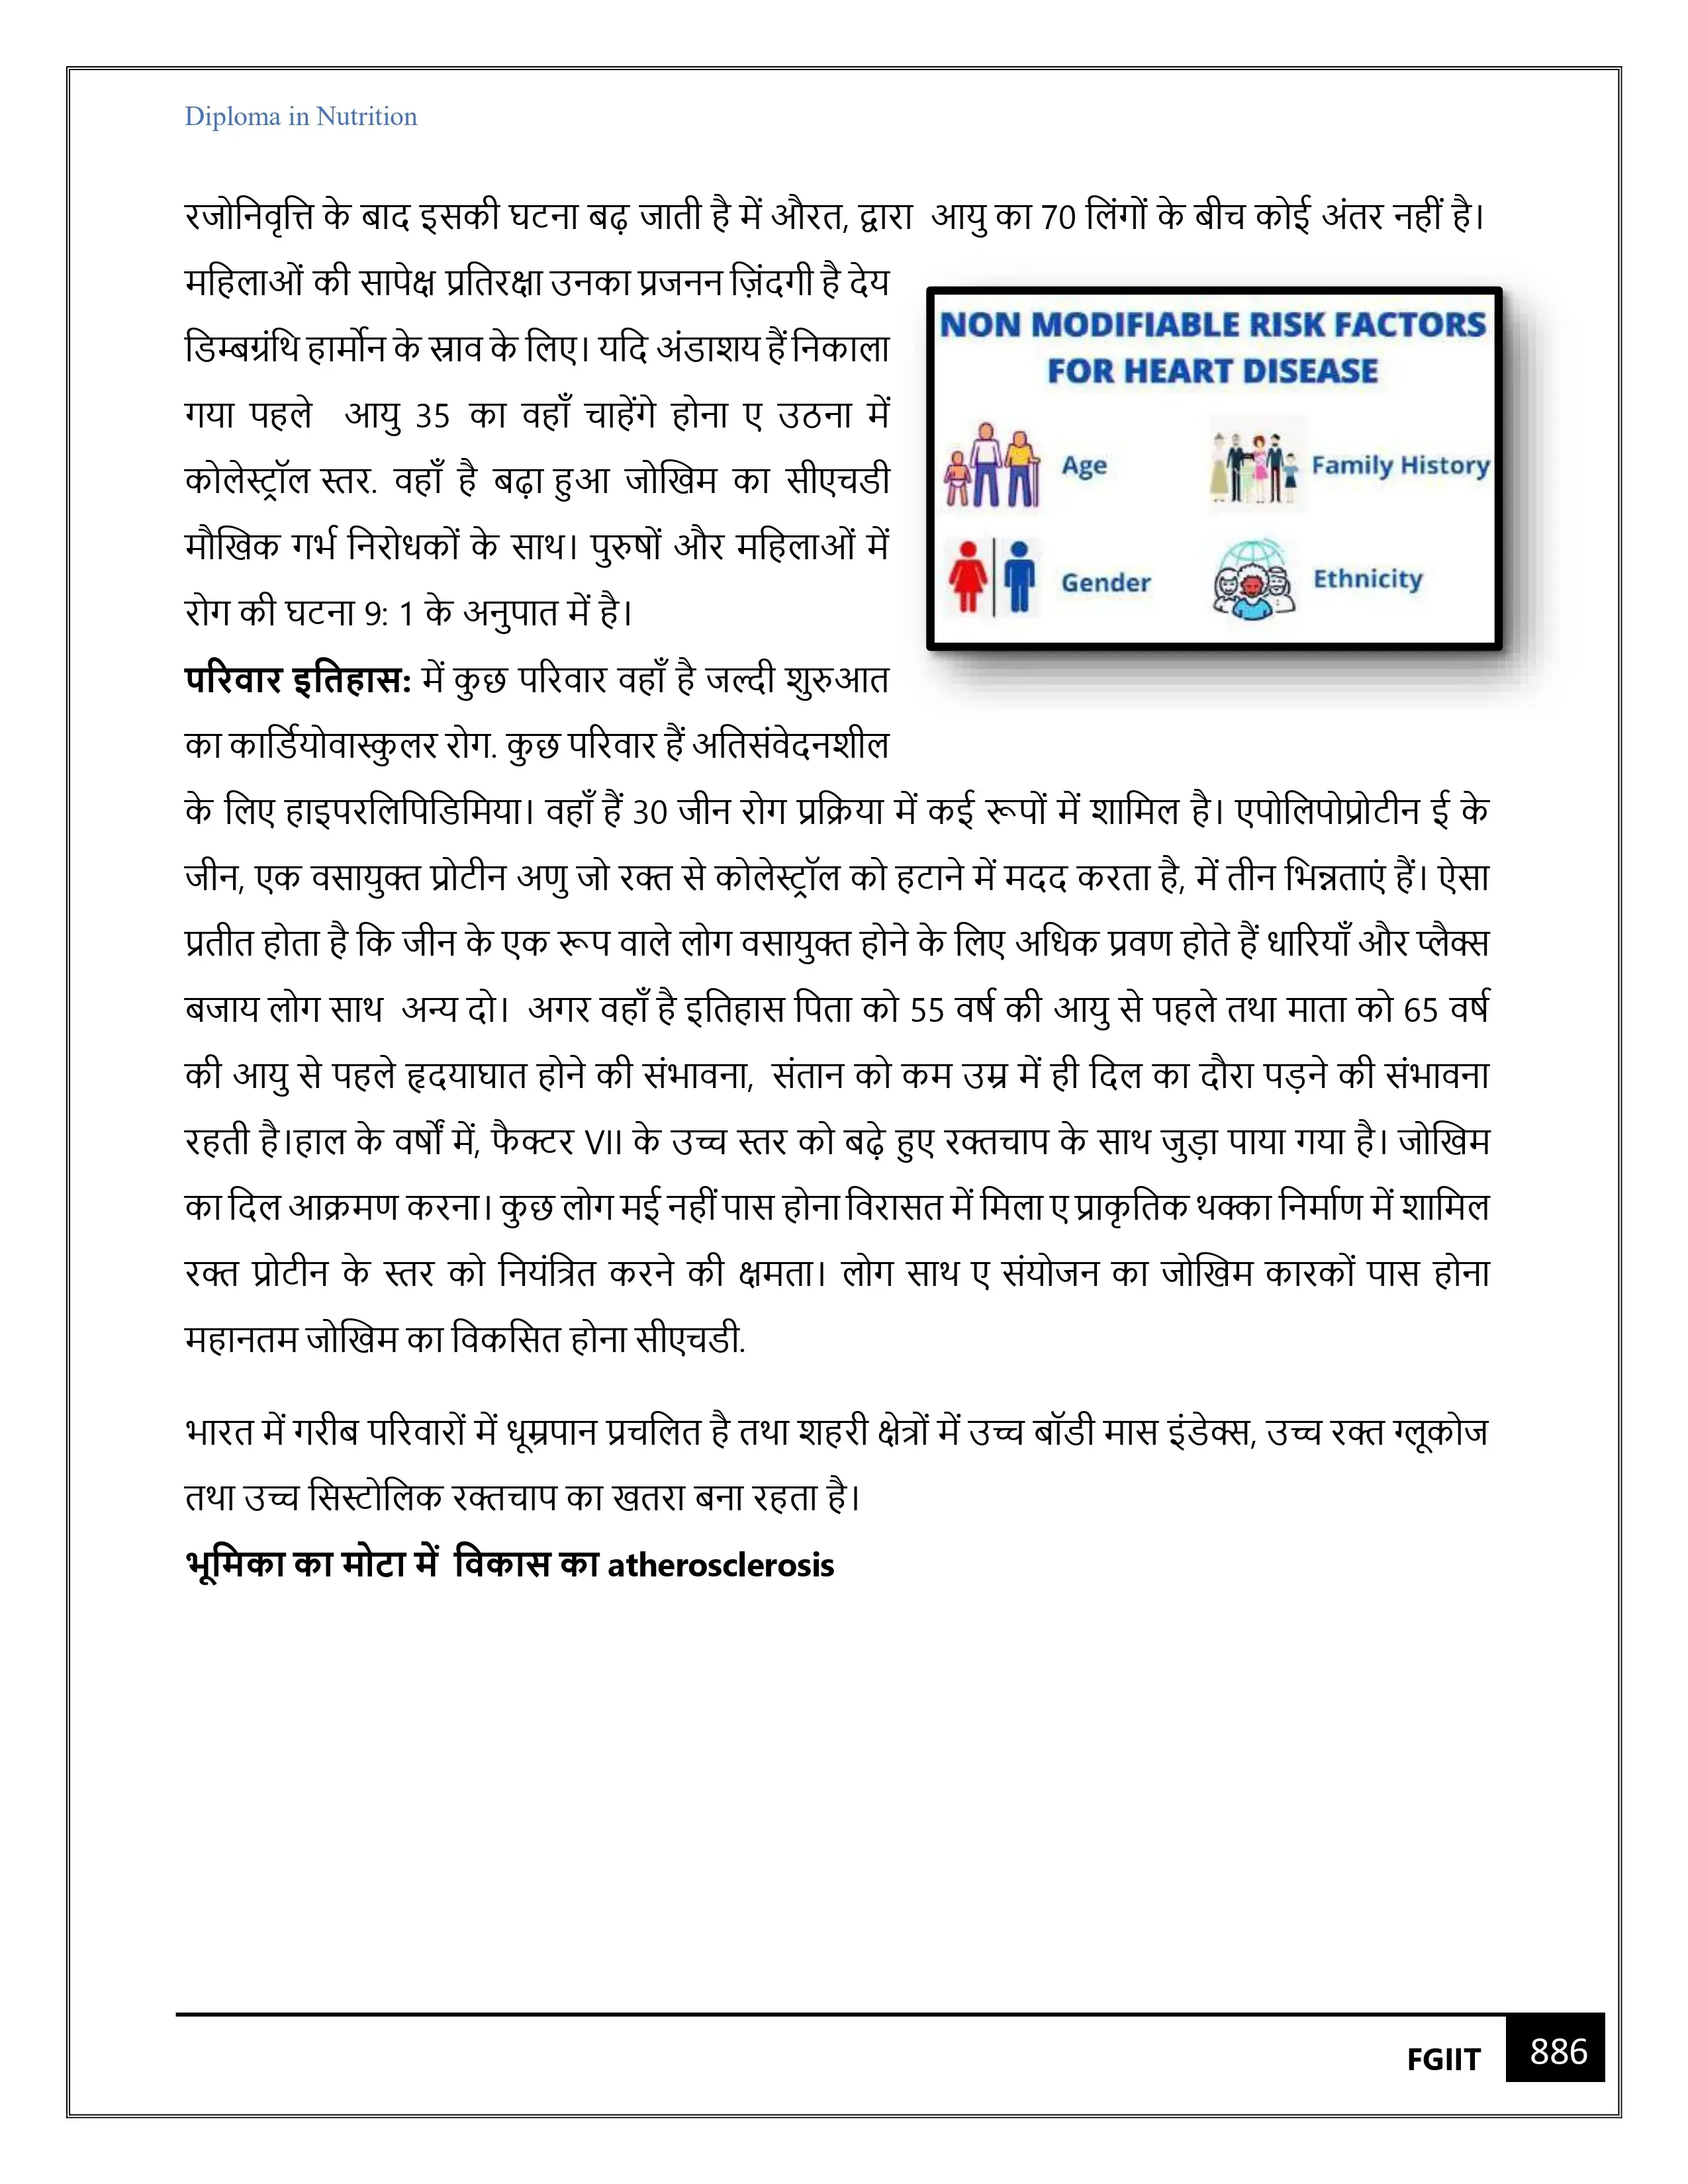 Diploma in Nutrition
रजोनिवृत्ति के बाद इसकी घटना बढ़ जाती है में औरत, द्वारा आयु का 70 लिंगों के बीच कोई अंतर नहीं है।
महिलाओं की सापेक्ष प्रतिरक्षा उनका प्रजनन ज़िंदगी है देय
डिम्बग्रंथि हार्मोन के स्राव के लिए। यदि अंडाशय हैं निकाला
गया पहले आयु 35 का वहाँ चाहेंगे होना ए उठना में
कोलेस्ट्रॉल स्तर. वहाँ है बढ़ा हुआ जोखिम का सीएचडी
मौखिक गर्भ निरोधकों के साथ। पुरुषों और महिलाओं में
रोग की घटना 9: 1 के अनुपात में है।
NON MODIFIABLE RISK FACTORS
FOR HEART DISEASE
Age
Family History
Gender
Ethnicity
परिवार इतिहास: में कुछ परिवार वहाँ है जल्दी शुरुआत
का कार्डियोवास्कुलर रोग. कुछ परिवार हैं अतिसंवेदनशील
के लिए हाइपरलिपिडिमिया। वहाँ हैं 30 जीन रोग प्रक्रिया में कई रूपों में शामिल है। एपोलिपोप्रोटीन ई के
जीन, एक वसायुक्त प्रोटीन अणु जो रक्त से कोलेस्ट्रॉल को हटाने में मदद करता है, में तीन भिन्नताएं हैं। ऐसा
प्रतीत होता है कि जीन के एक रूप वाले लोग वसायुक्त होने के लिए अधिक प्रवण होते हैं धारियाँ और प्लैक्स
बजाय लोग साथ अन्य दो। अगर वहाँ है इतिहास पिता को 55 वर्ष की आयु से पहले तथा माता को 65 वर्ष
की आयु से पहले हृदयाघात होने की संभावना, संतान को कम उम्र में ही दिल का दौरा पड़ने की संभावना
रहती है।हाल के वर्षों में, फैक्टर VII के उच्च स्तर को बढ़े हुए रक्तचाप के साथ जुड़ा पाया गया है। जोखिम
का दिल आक्रमण करना। कुछ लोग मई नहीं पास होना विरासत में मिला ए प्राकृतिक थक्का निर्माण में शामिल
रक्त प्रोटीन के स्तर को नियंत्रित करने की क्षमता। लोग साथ ए संयोजन का जोखिम कारकों पास होना
महानतम जोखिम का विकसित होना सीएचडी.
भारत में गरीब परिवारों में धूम्रपान प्रचलित है तथा शहरी क्षेत्रों में उच्च बॉडी मास इंडेक्स, उच्च रक्त ग्लूकोज
तथा उच्च सिस्टोलिक रक्तचाप का खतरा बना रहता है।
भूमिका का मोटा में विकास का atherosclerosis
FGIIT 886